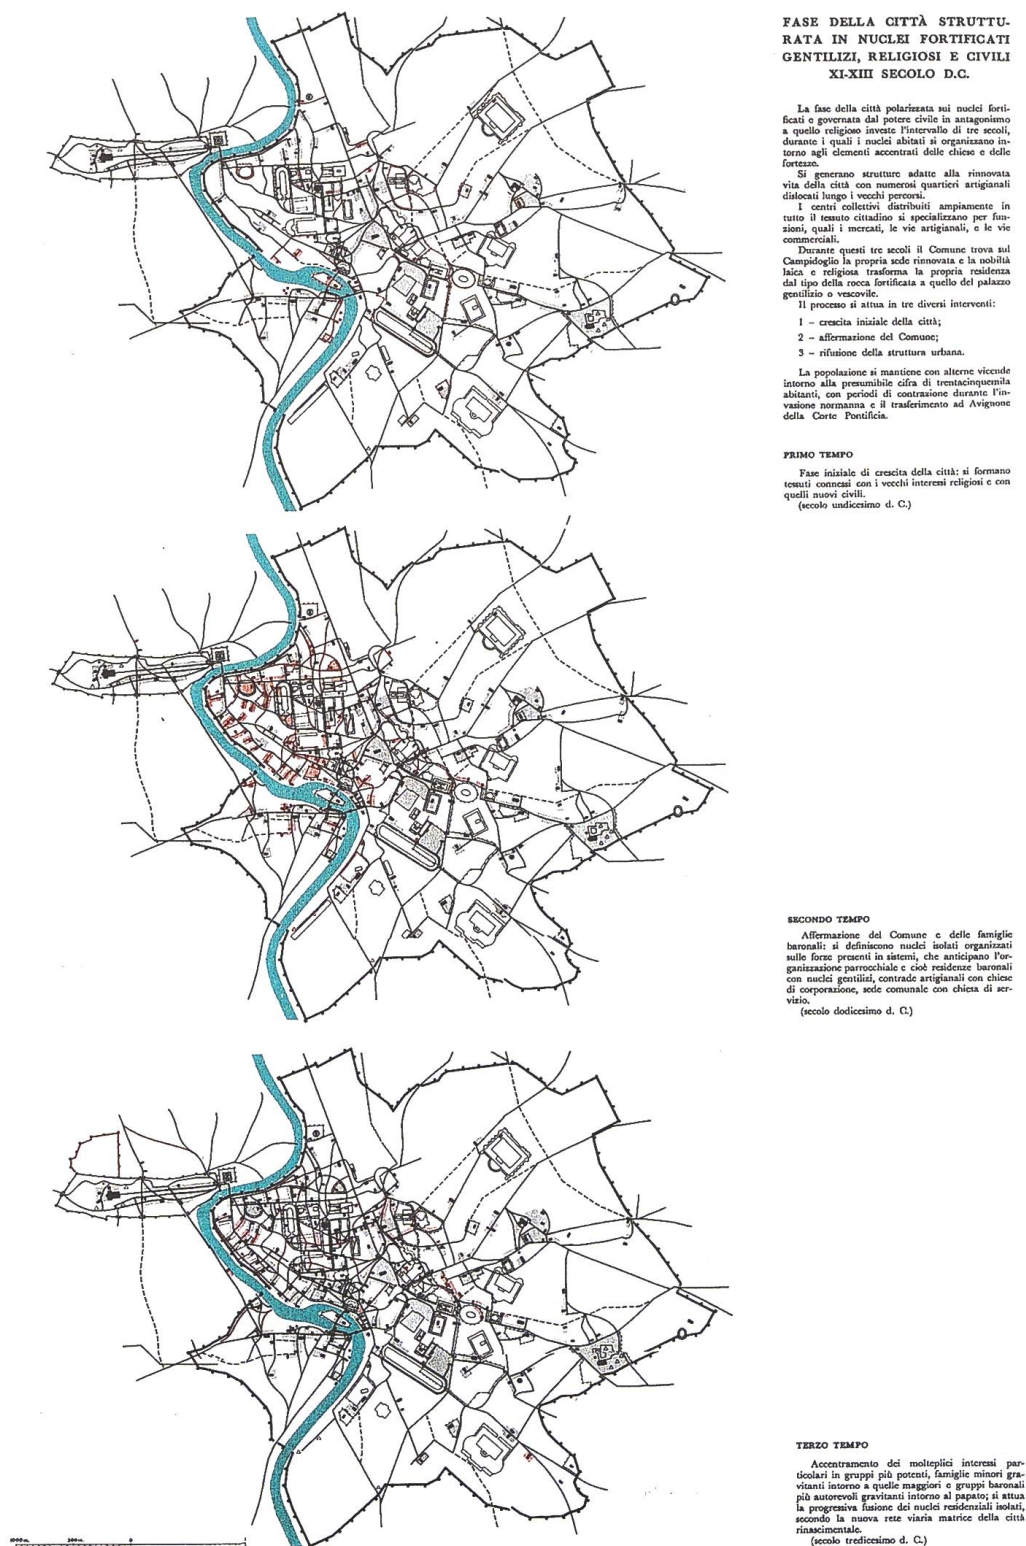 FASE DELLA CITTÀ STRUTTU-
RATA IN NUCLEI FORTIFICATI
GENTILIZI, RELIGIOSI E CIVILI
XI-XIII SECOLO D.C.
La fase della città polarizzata sui nuclei forti-
ficati e governata dal potere civile in antagonismo
a quello religioso investe l'intervallo di tre secoli,
durante i quali i nuclei abitati si organizzano in-
torno agli elementi accentrati delle chiese e delle
fortezze.
Si generano strutture adatte alla rinnovata
vita della città con numerosi quartieri artigianali
dislocati lungo i vecchi percorsi.
I centri collettivi distribuiti ampiamente in
tutto il tessuto cittadino si specializzano per fun-
zioni, quali i mercati, le vie artigianali, e le vie
commerciali.
Durante questi tre secoli il Comune trova sul
Campidoglio la propria sede rinnovata e la nobiltà
laica e religiosa trasforma la propria residenza
dal tipo della rocca fortificata a quello del palazzo
gentilizio o vescovile.
Il processo si attua in tre diversi interventi:
1 – crescita iniziale della città;
2 – affermazione del Comune;
3 – rifusione della struttura urbana.
La popolazione si mantiene con alterne vicende
intorno alla presumibile cifra di trentacinquemila
abitanti, con periodi di contrazione durante l'in-
vasione normanna e il trasferimento ad Avignone
della Corte Pontificia.
PRIMO TEMPO
Fase iniziale di crescita della città: si formano
tessuti connessi con i vecchi interessi religiosi e con
quelli nuovi civili.
(secolo undicesimo d. C.)
SECONDO TEMPO
Affermazione del Comune e delle famiglie
baronali: si definiscono nuclei isolati organizzati
sulle forze presenti in sistemi, che anticipano l'or-
ganizzazione parrocchiale e cioè residenze baronali
con nuclei gentilizi, contrade artigianali con chiese
di corporazione, sede comunale con chiesa di ser-
vizio.
(secolo dodicesimo d. C.)
TERZO TEMPO
Accentramento dei molteplici interessi par-
ticolari in gruppi più potenti, famiglie minori gra-
vitanti intorno a quelle maggiori e gruppi baronali
più autorevoli gravitanti intorno al papato; si attua
la progressiva fusione dei nuclei residenziali isolati,
secondo la nuova rete viaria matrice della città
rinascimentale.
(secolo tredicesimo d. C.)
1000 m. 500 m. 0